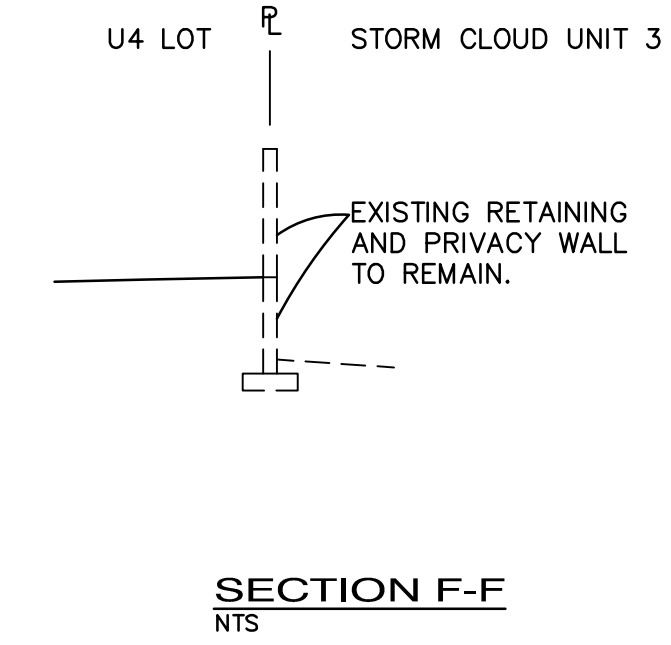 PL
U4 LOT STORM CLOUD UNIT 3
EXISTING RETAINING
AND PRIVACY WALL
TO REMAIN.
SECTION F-F
NTS